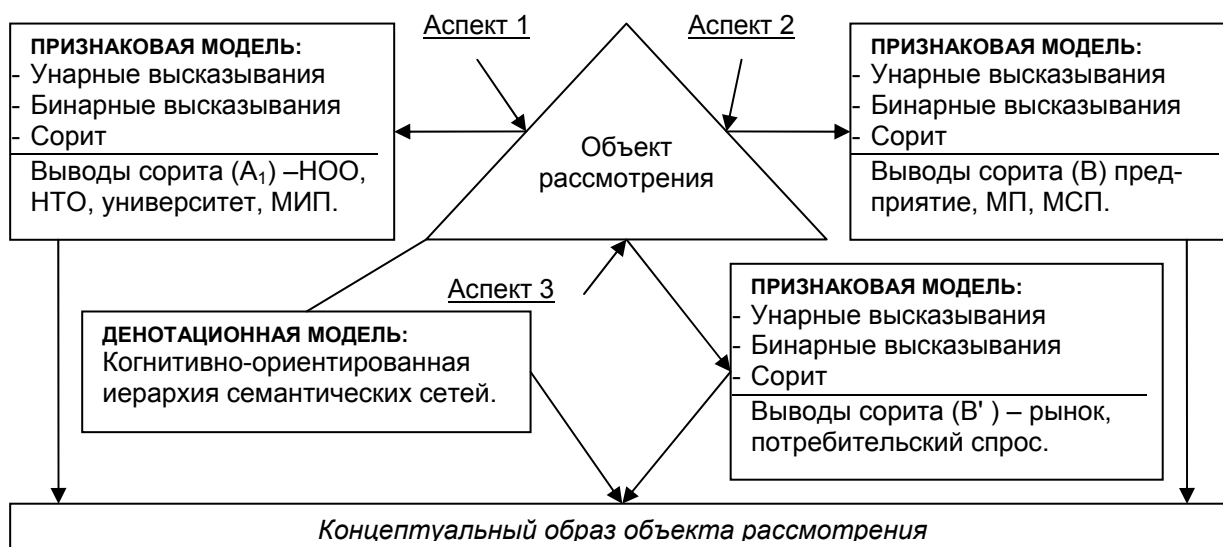 Аспект 1
Аспект 2
ПРИЗНАКОВАЯ МОДЕЛЬ:
- Унарные высказывания
- Бинарные высказывания
- Сорит
Выводы сорита (А₁) –НОО,
НТО, университет, МИП.
Объект
рассмотрения
ПРИЗНАКОВАЯ МОДЕЛЬ:
- Унарные высказывания
- Бинарные высказывания
- Сорит
Выводы сорита (В) пред-
приятие, МП, МСП.
Аспект 3
ДЕНОТАЦИОННАЯ МОДЕЛЬ:
Когнитивно-ориентированная
иерархия семантических сетей.
ПРИЗНАКОВАЯ МОДЕЛЬ:
- Унарные высказывания
- Бинарные высказывания
- Сорит
Выводы сорита (В' ) – рынок,
потребительский спрос.
Концептуальный образ объекта рассмотрения